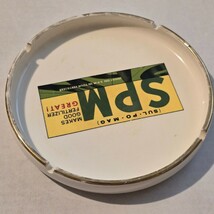 SPM
(SUL-PO-MAG)
MAKES
GOOD
FERTILIZER
GREAT!